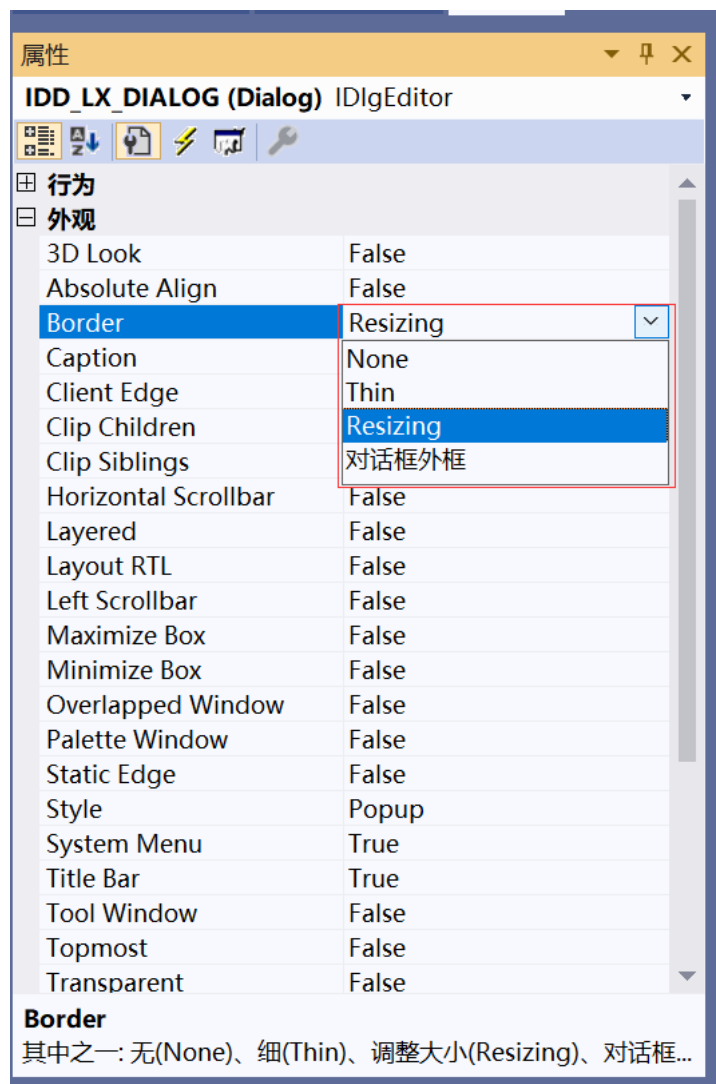 属性
IDD_LX_DIALOG (Dialog) IDlgEditor
行为
外观
3D Look False
Absolute Align False
Border Resizing
Caption None
Client Edge Thin
Clip Children Resizing
Clip Siblings 对话框外框
Horizontal Scrollbar False
Layered False
Layout RTL False
Left Scrollbar False
Maximize Box False
Minimize Box False
Overlapped Window False
Palette Window False
Static Edge False
Style Popup
System Menu True
Title Bar True
Tool Window False
Topmost False
Transparent False
Border
其中之一: 无(None)、细(Thin)、调整大小(Resizing)、对话框...